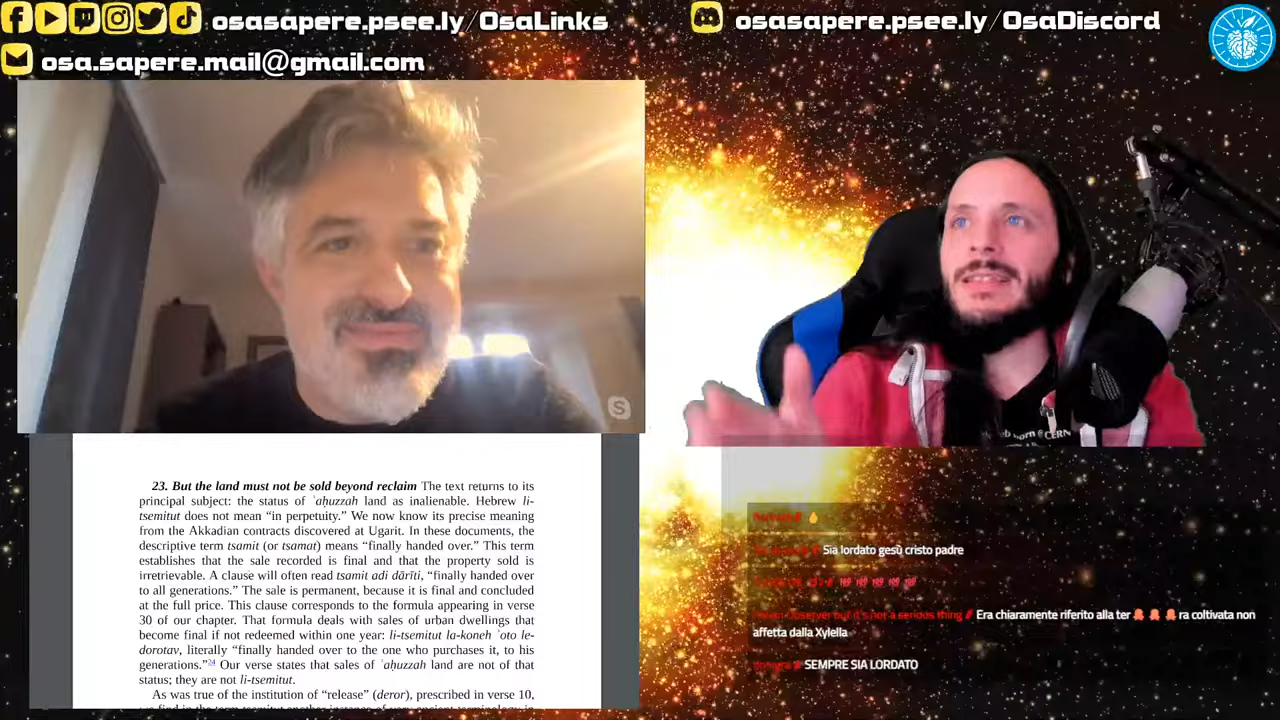 osasapere.psee.ly/OsaLinks
osasapere.psee.ly/OsaDiscord
osa.sapere.mail@gmail.com
23. But the land must not be sold beyond reclaim The text returns to its
principal subject: the status of ʾaḥuzzah land as inalienable. Hebrew li-
tsemitut does not mean “in perpetuity.” We now know its precise meaning
from the Akkadian contracts discovered at Ugarit. In these documents, the
descriptive term tsamit (or tsamat) means “finally handed over.” This term
establishes that the sale recorded is final and that the property sold is
irretrievable. A clause will often read tsamit adi dārīti, “finally handed over
to all generations.” The sale is permanent, because it is final and concluded
at the full price. This clause corresponds to the formula appearing in verse
30 of our chapter. That formula deals with sales of urban dwellings that
become final if not redeemed within one year: li-tsemitut la-koneh ʾoto le-
dorotav, literally “finally handed over to the one who purchases it, to his
generations.”24 Our verse states that sales of ʾaḥuzzah land are not of that
status; they are not li-tsemitut.
As was true of the institution of “release” (deror), prescribed in verse 10,
CERN
Sia lordato gesù cristo padre
but it's not a serious thing Era chiaramente riferito alla ter ra coltivata non
affetta dalla Xylella
SEMPRE SIA LORDATO